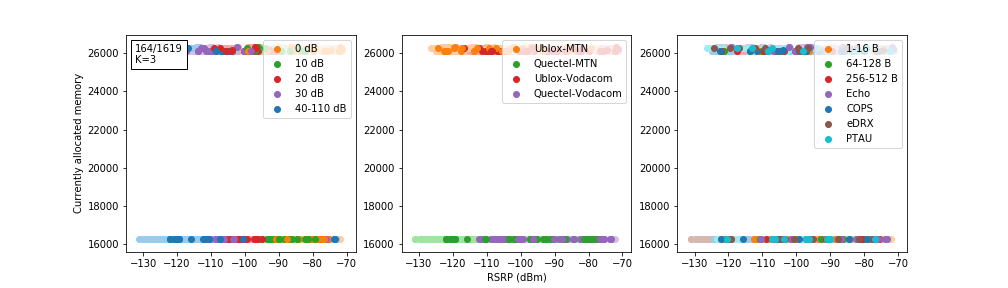 164/1619
K=3
0 dB
10 dB
20 dB
30 dB
40-110 dB
Currently allocated memory
26000
24000
22000
20000
18000
16000
−130 −120 −110 −100 −90 −80 −70
Ublox-MTN
Quectel-MTN
Ublox-Vodacom
Quectel-Vodacom
26000
24000
22000
20000
18000
16000
−130 −120 −110 −100 −90 −80 −70
RSRP (dBm)
1-16 B
64-128 B
256-512 B
Echo
COPS
eDRX
PTAU
26000
24000
22000
20000
18000
16000
−130 −120 −110 −100 −90 −80 −70